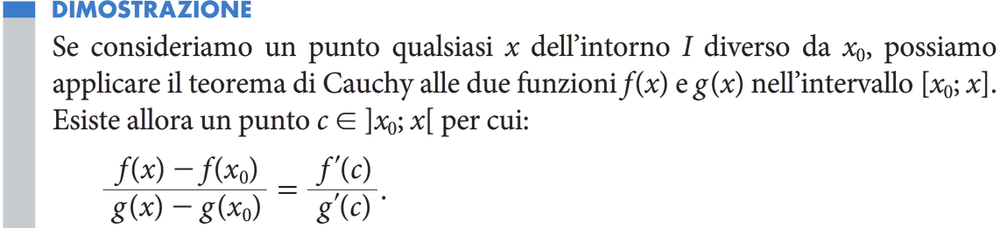 DIMOSTRAZIONE
Se consideriamo un punto qualsiasi x dell’intorno I diverso da x₀, possiamo
applicare il teorema di Cauchy alle due funzioni f(x) e g(x) nell’intervallo [x₀; x].
Esiste allora un punto c ∈ ]x₀; x[ per cui:
f(x) − f(x₀) / g(x) − g(x₀) = f′(c) / g′(c).